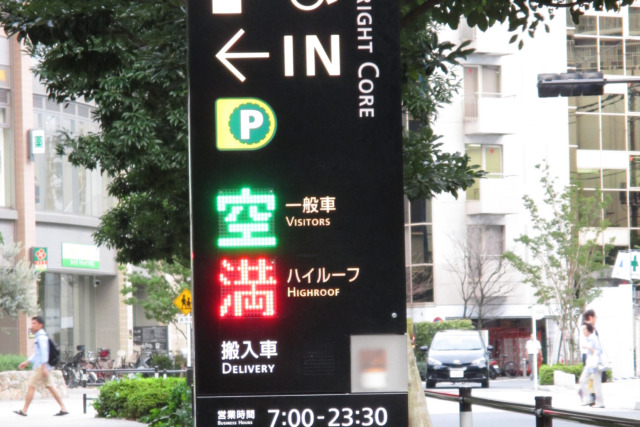 BRIGHT CORE
← IN
P
空 一般車
VISITORS
満 ハイルーフ
HIGHROOF
搬入車
DELIVERY
営業時間 7:00-23:30
BUSINESS HOURS